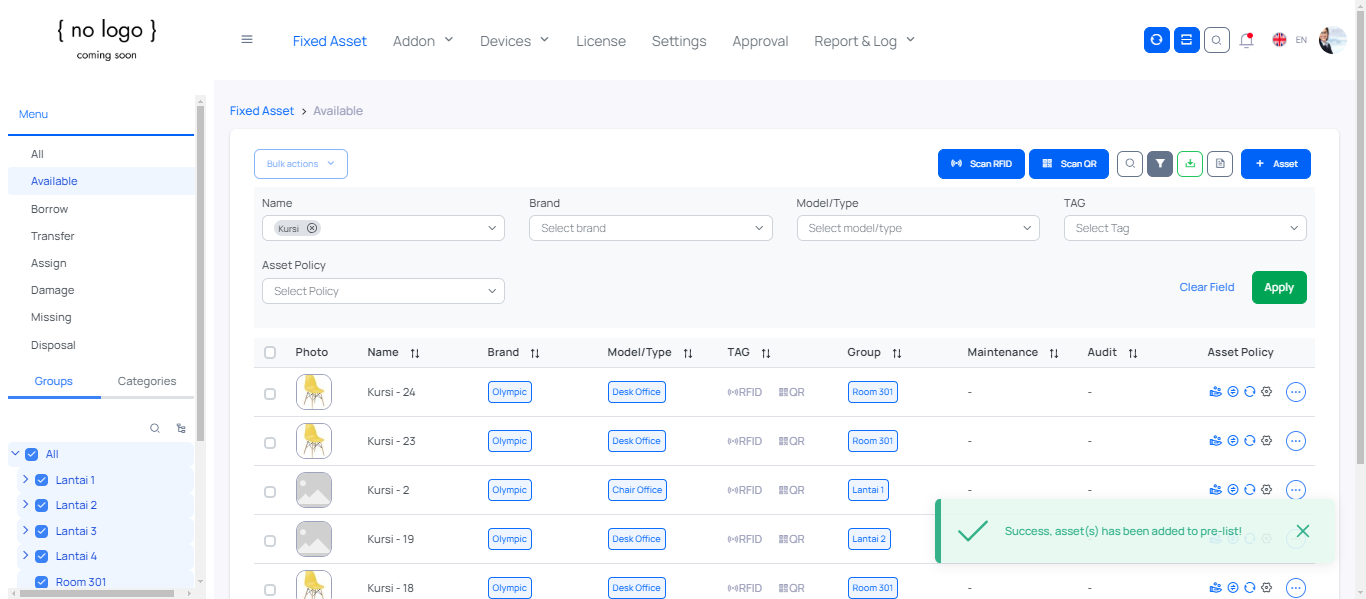 { no logo }
coming soon
Fixed Asset Addon Devices License Settings Approval Report & Log EN
Menu
All
Available
Borrow
Transfer
Assign
Damage
Missing
Disposal
Groups Categories
All
Lantai 1
Lantai 2
Lantai 3
Lantai 4
Room 301
Fixed Asset > Available
Bulk actions Scan RFID Scan QR + Asset
Name Brand Model/Type TAG
Kursi Select brand Select model/type Select Tag
Asset Policy
Select Policy Clear Field Apply
Photo Name Brand Model/Type TAG Group Maintenance Audit Asset Policy
Kursi - 24 Olympic Desk Office RFID QR Room 301 - -
Kursi - 23 Olympic Desk Office RFID QR Room 301 - -
Kursi - 2 Olympic Chair Office RFID QR Lantai 1 - -
Kursi - 19 Olympic Desk Office RFID QR Lantai 2
Success, asset(s) has been added to pre-list!
Kursi - 18 Olympic Desk Office RFID QR Room 301 - -